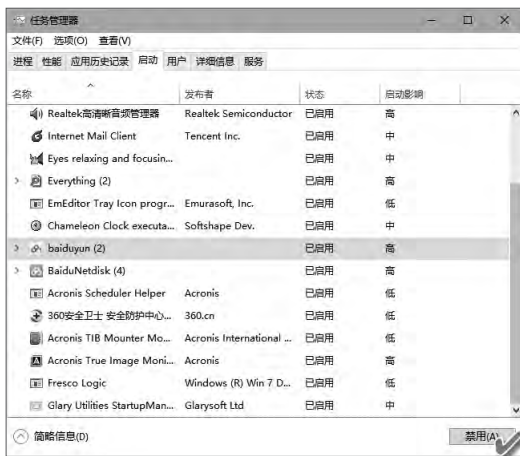 任务管理器
文件(F) 选项(O) 查看(V)
进程 性能 应用历史记录 启动 用户 详细信息 服务
名称 发布者 状态 启动影响
Realtek高清晰音频管理器 Realtek Semiconductor 已启用 高
Internet Mail Client Tencent Inc. 已启用 中
Eyes relaxing and focusin... 已启用 中
Everything (2) 已启用 高
EmEditor Tray Icon progr... Emurasoft, Inc. 已启用 低
Chameleon Clock executa... Softshape Dev. 已启用 中
baiduyun (2) 已启用 高
BaiduNetdisk (4) 已启用 高
Acronis Scheduler Helper Acronis 已启用 低
360安全卫士 安全防护中心... 360.cn 已启用 低
Acronis TIB Mounter Mo... Acronis International ... 已启用 低
Acronis True Image Moni... Acronis 已启用 高
Fresco Logic Windows (R) Win 7 D... 已启用 低
Glary Utilities StartupMan... Glarysoft Ltd 已启用 中
简略信息(D) 禁用(A)